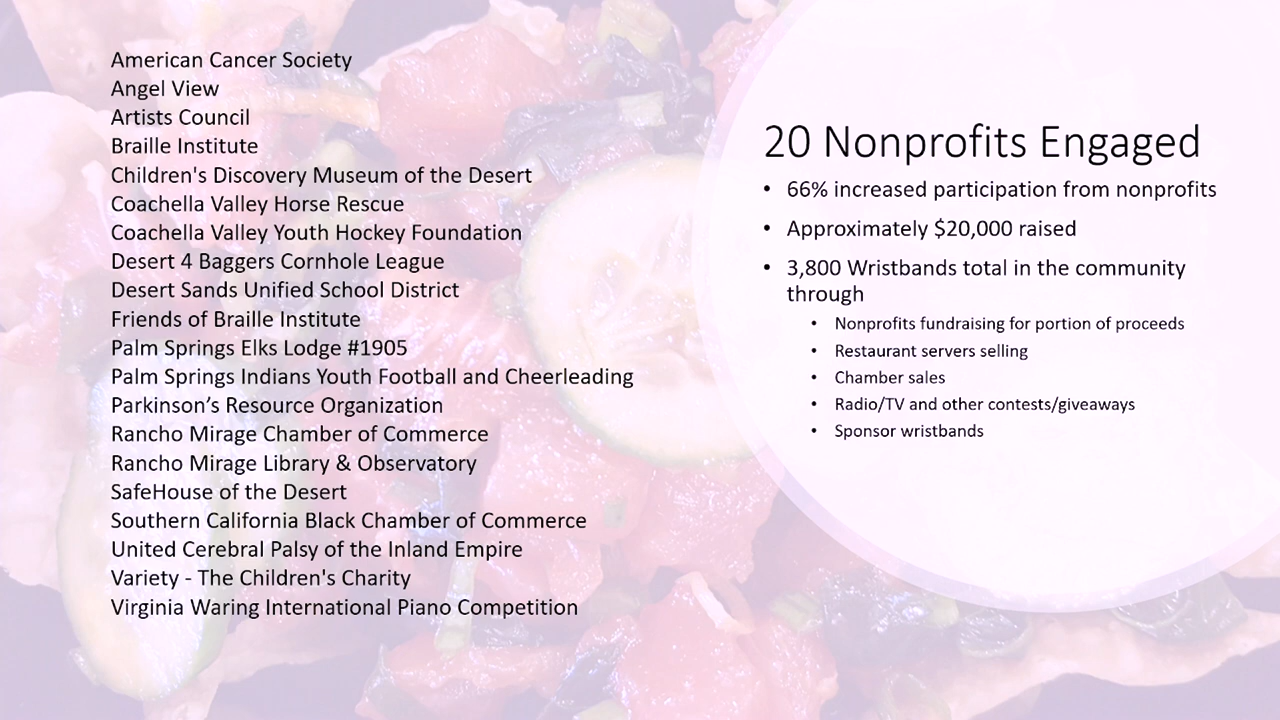 American Cancer Society
Angel View
Artists Council
Braille Institute
Children's Discovery Museum of the Desert
Coachella Valley Horse Rescue
Coachella Valley Youth Hockey Foundation
Desert 4 Baggers Cornhole League
Desert Sands Unified School District
Friends of Braille Institute
Palm Springs Elks Lodge #1905
Palm Springs Indians Youth Football and Cheerleading
Parkinson’s Resource Organization
Rancho Mirage Chamber of Commerce
Rancho Mirage Library & Observatory
SafeHouse of the Desert
Southern California Black Chamber of Commerce
United Cerebral Palsy of the Inland Empire
Variety - The Children's Charity
Virginia Waring International Piano Competition
20 Nonprofits Engaged
• 66% increased participation from nonprofits
• Approximately $20,000 raised
• 3,800 Wristbands total in the community
through
• Nonprofits fundraising for portion of proceeds
• Restaurant servers selling
• Chamber sales
• Radio/TV and other contests/giveaways
• Sponsor wristbands